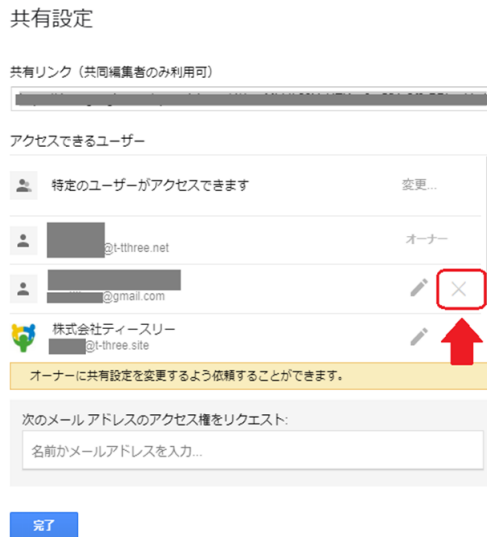 共有設定
共有リンク（共同編集者のみ利用可）
アクセスできるユーザー
特定のユーザーがアクセスできます 変更...
オーナー
@t-tthree.net
@gmail.com
株式会社ティースリー
@t-three.site
オーナーに共有設定を変更するよう依頼することができます。
次のメール アドレスのアクセス権をリクエスト:
名前かメールアドレスを入力...
完了